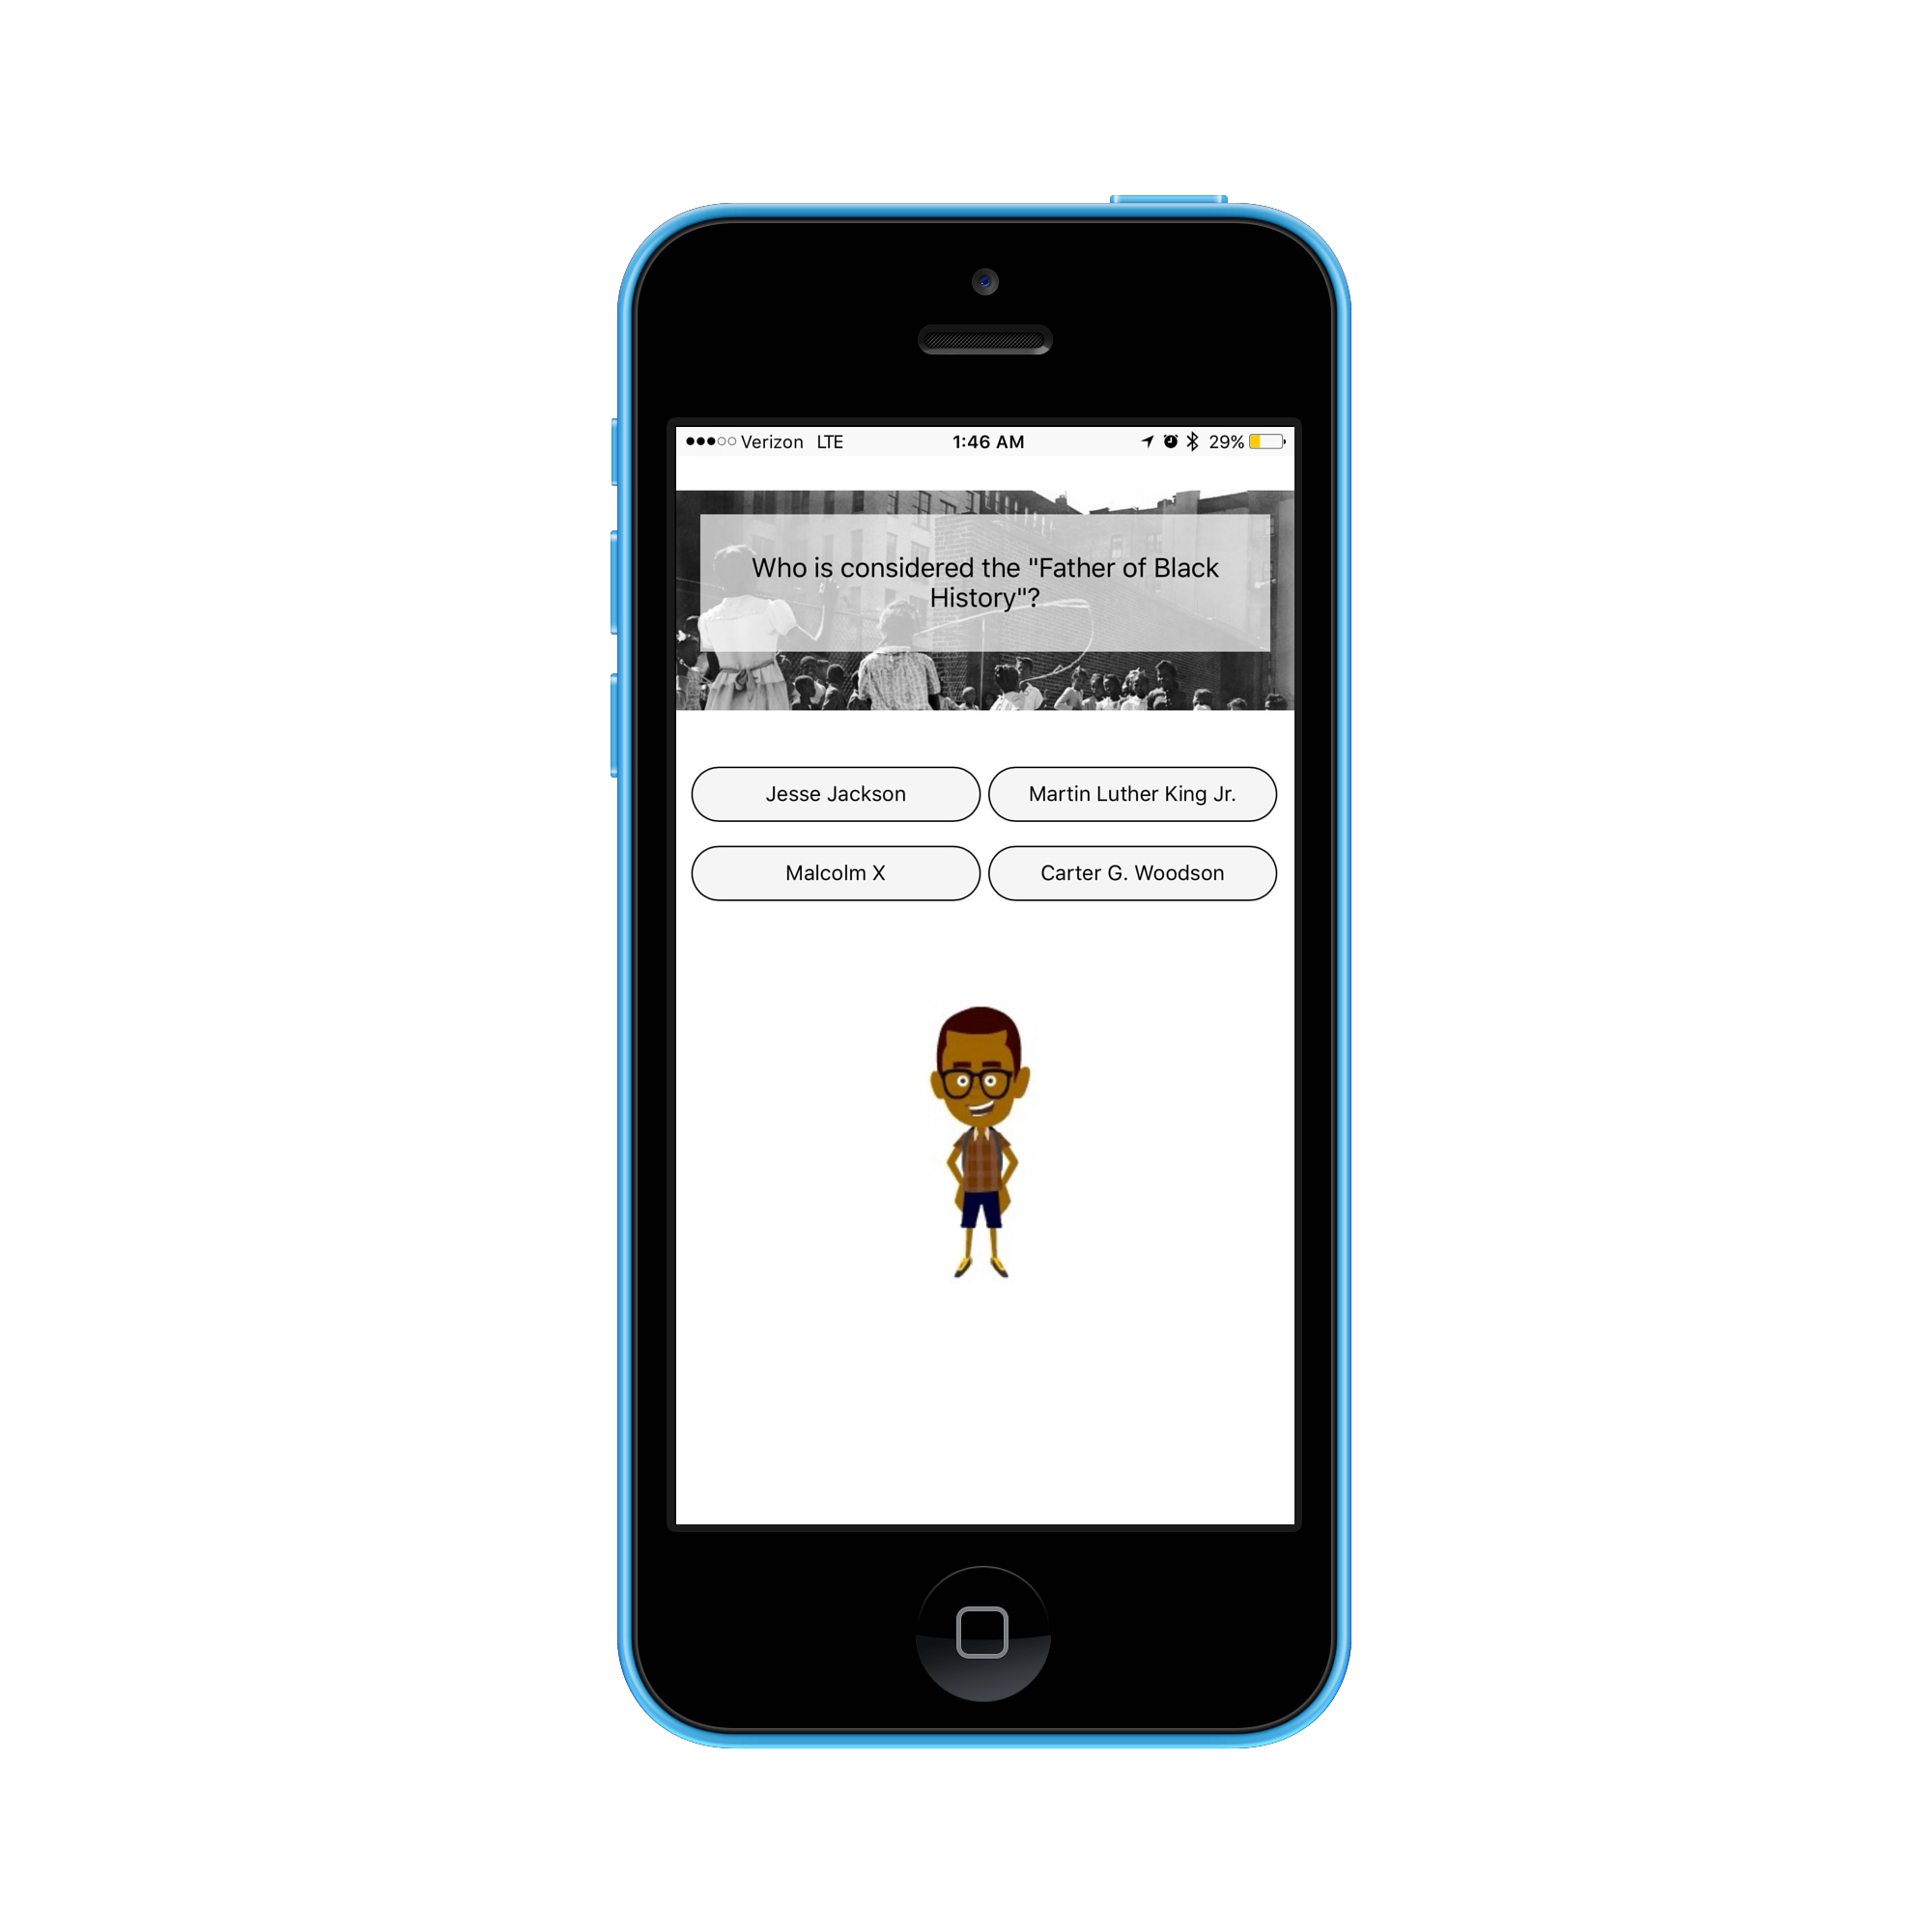 Verizon LTE 1:46 AM 29%
Who is considered the "Father of Black
History"?
Jesse Jackson Martin Luther King Jr.
Malcolm X Carter G. Woodson